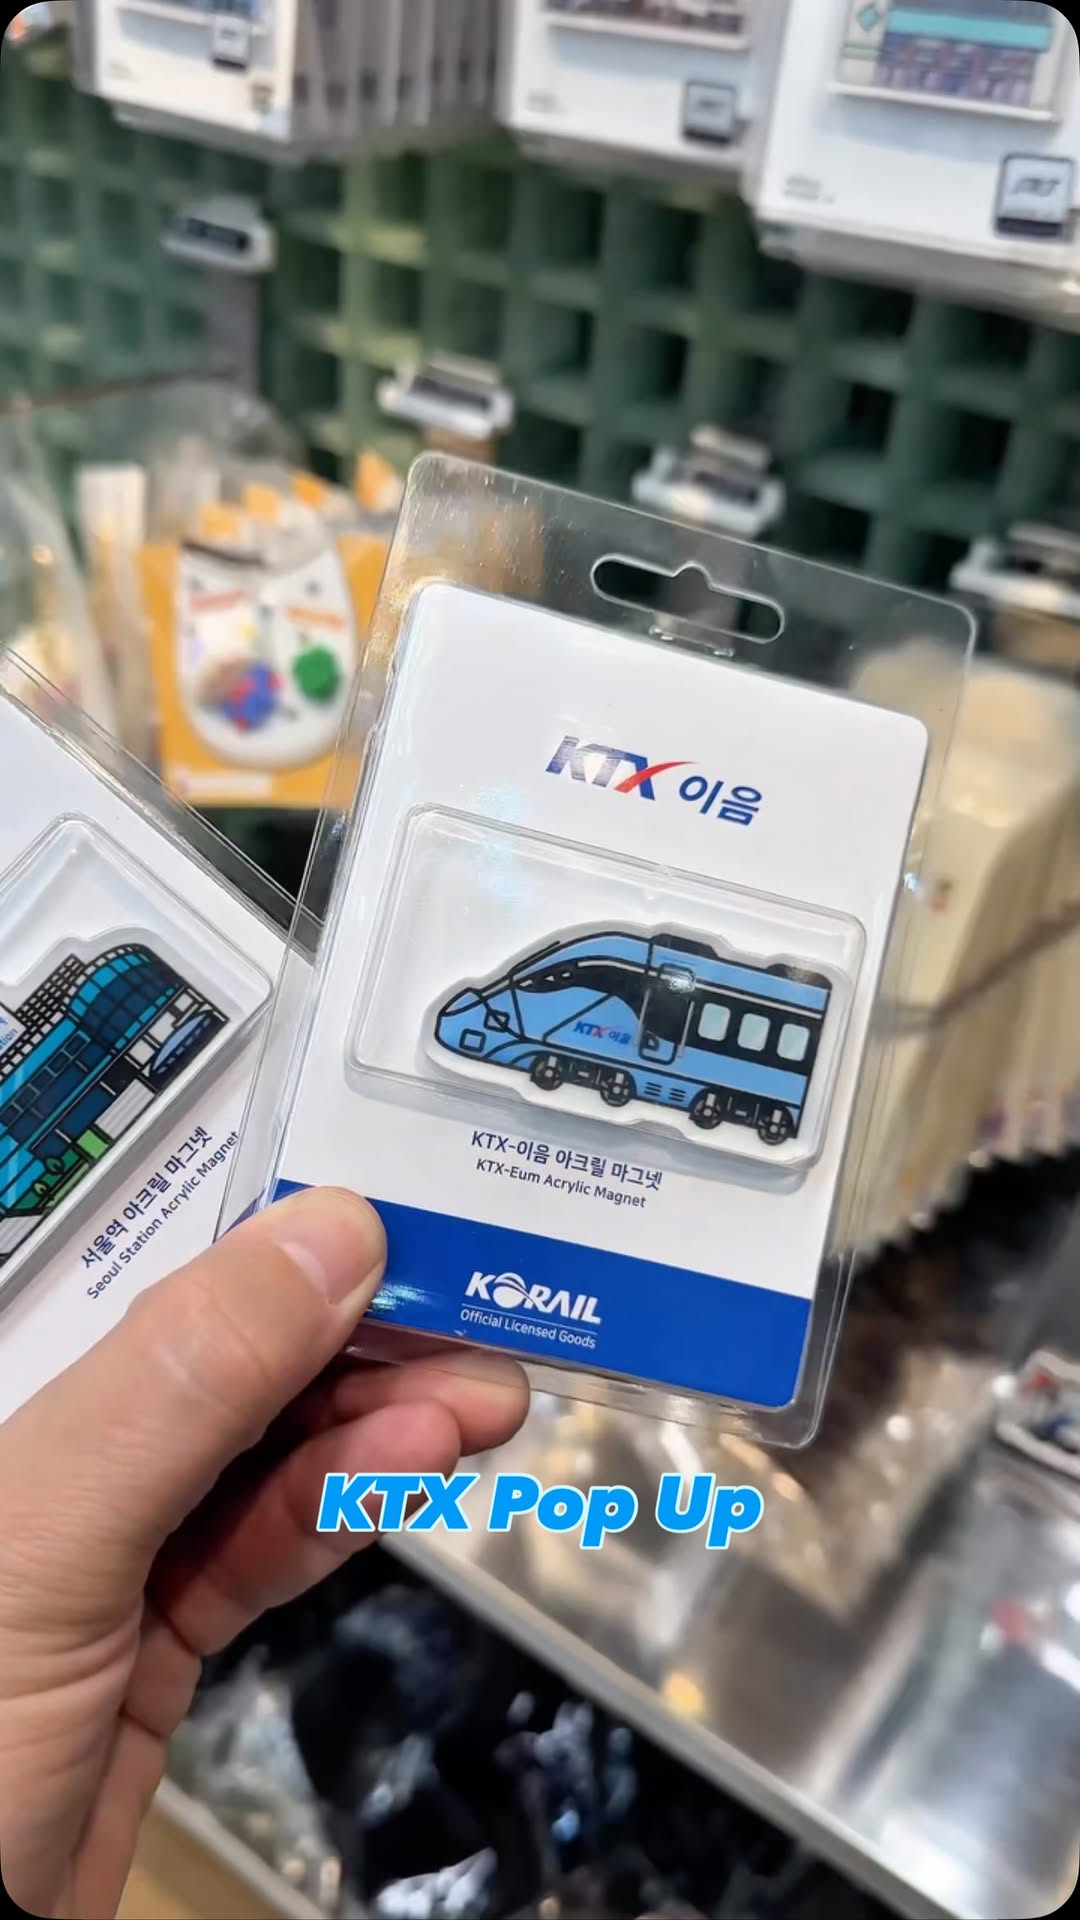 KTX 이음
KTX 이음
KTX-이음 아크릴 마그넷
KTX-Eum Acrylic Magnet
KORAIL
Official Licensed Goods
서울역 아크릴 마그넷
Seoul Station Acrylic Magnet
KTX Pop Up